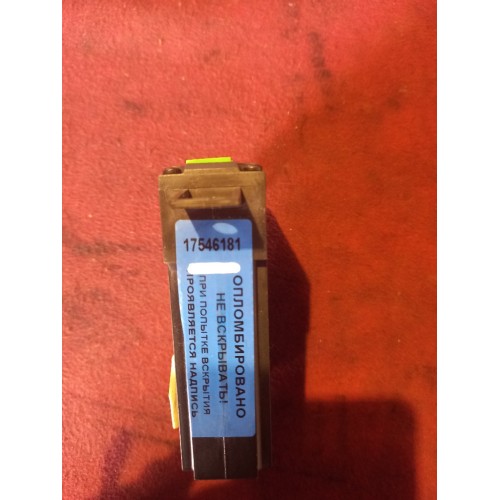 17546181
ОПЛОМБИРОВАНО
НЕ ВСКРЫВАТЬ!
ПРИ ПОПЫТКЕ ВСКРЫТИЯ
ПРОЯВЛЯЕТСЯ НАДПИСЬ